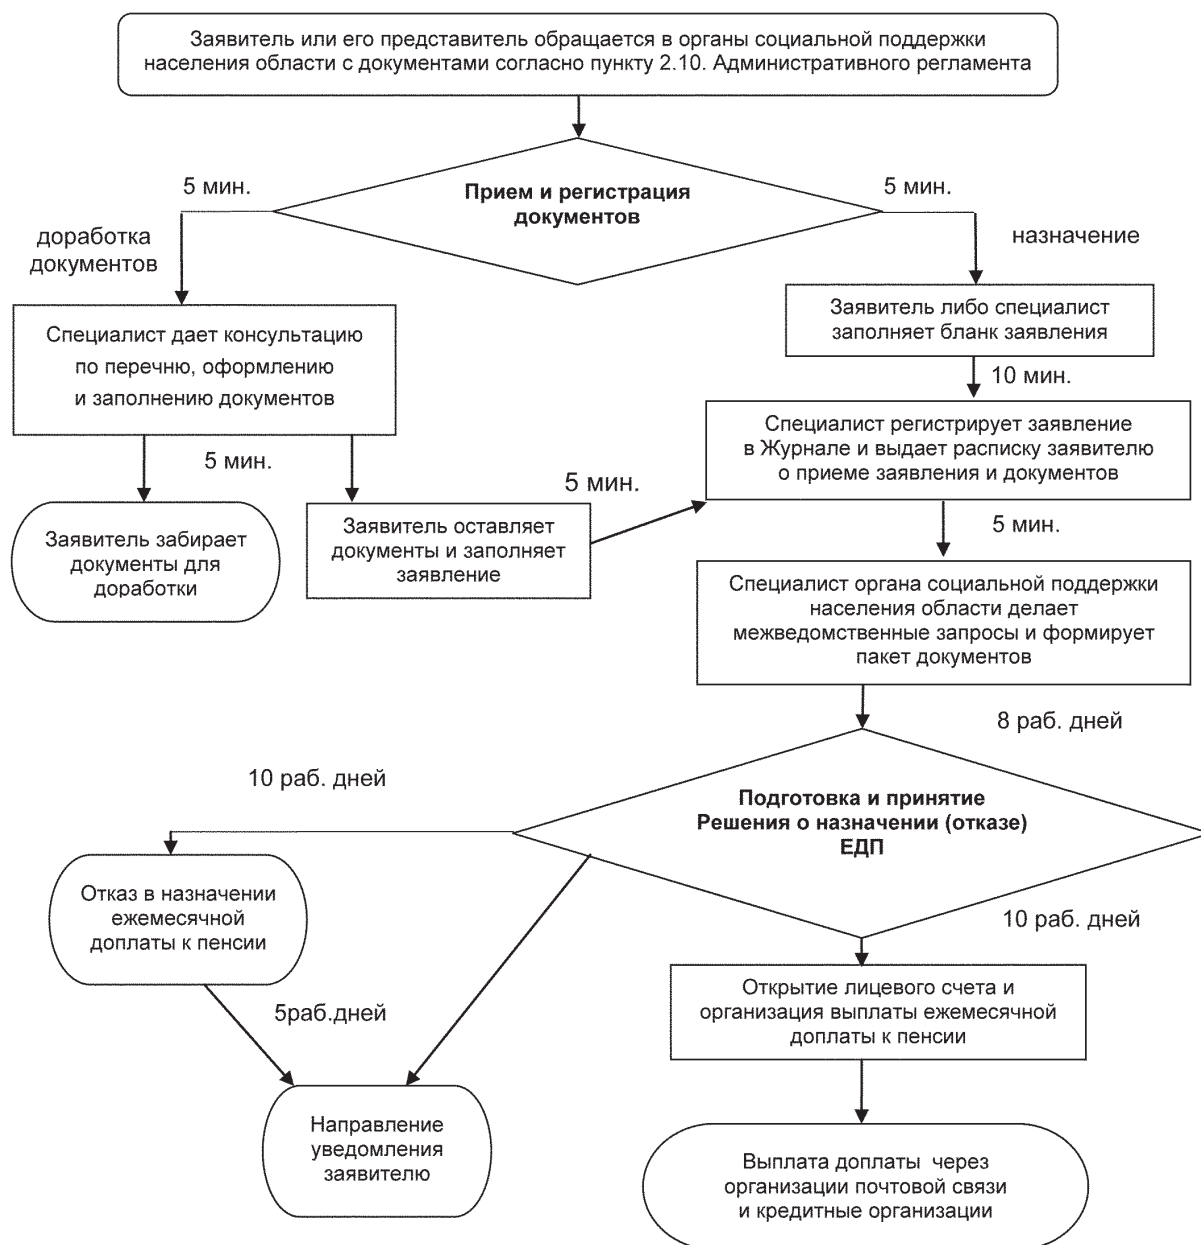 Заявитель или его представитель обращается в органы социальной поддержки
населения области с документами согласно пункту 2.10. Административного регламента
5 мин.
Прием и регистрация
документов
5 мин.
доработка
документов
назначение
Специалист дает консультацию
по перечню, оформлению
и заполнению документов
Заявитель либо специалист
заполняет бланк заявления
10 мин.
Специалист регистрирует заявление
в Журнале и выдает расписку заявителю
о приеме заявления и документов
5 мин.
5 мин.
Заявитель забирает
документы для
доработки
Заявитель оставляет
документы и заполняет
заявление
5 мин.
Специалист органа социальной поддержки
населения области делает
межведомственные запросы и формирует
пакет документов
8 раб. дней
10 раб. дней
Подготовка и принятие
Решения о назначении (отказе)
ЕДП
Отказ в назначении
ежемесячной
доплаты к пенсии
10 раб. дней
5раб.дней
Открытие лицевого счета и
организация выплаты ежемесячной
доплаты к пенсии
Направление
уведомления
заявителю
Выплата доплаты через
организации почтовой связи
и кредитные организации